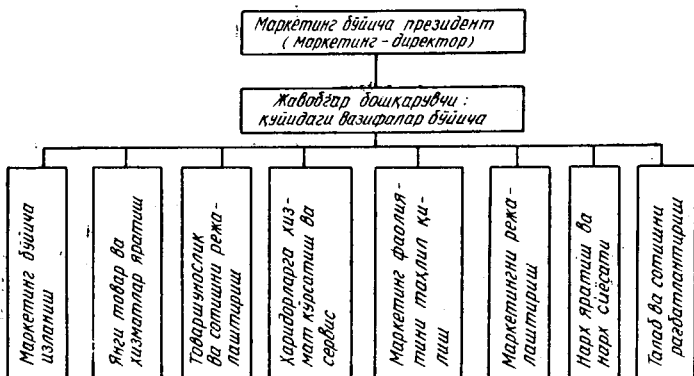 Маркетинг бўйича президент
(маркетинг-директор)
Жавобгар бошқарувчи:
қуйидаги вазифалар бўйича
Маркетинг бўйича
изланиш
Янги товар ва
хизматлар яратиш
Товаршунослик
ва сотишни режа-
лаштириш
Харидорларга хиз-
мат кўрсатиш ва
сервис
Маркетинг фаолия-
тини таҳлил қи-
лиш
Маркетингни режа-
лаштириш
Нарх яратиш ва
нарх сиёсати
Талаб ва сотишни
рағбатлантириш